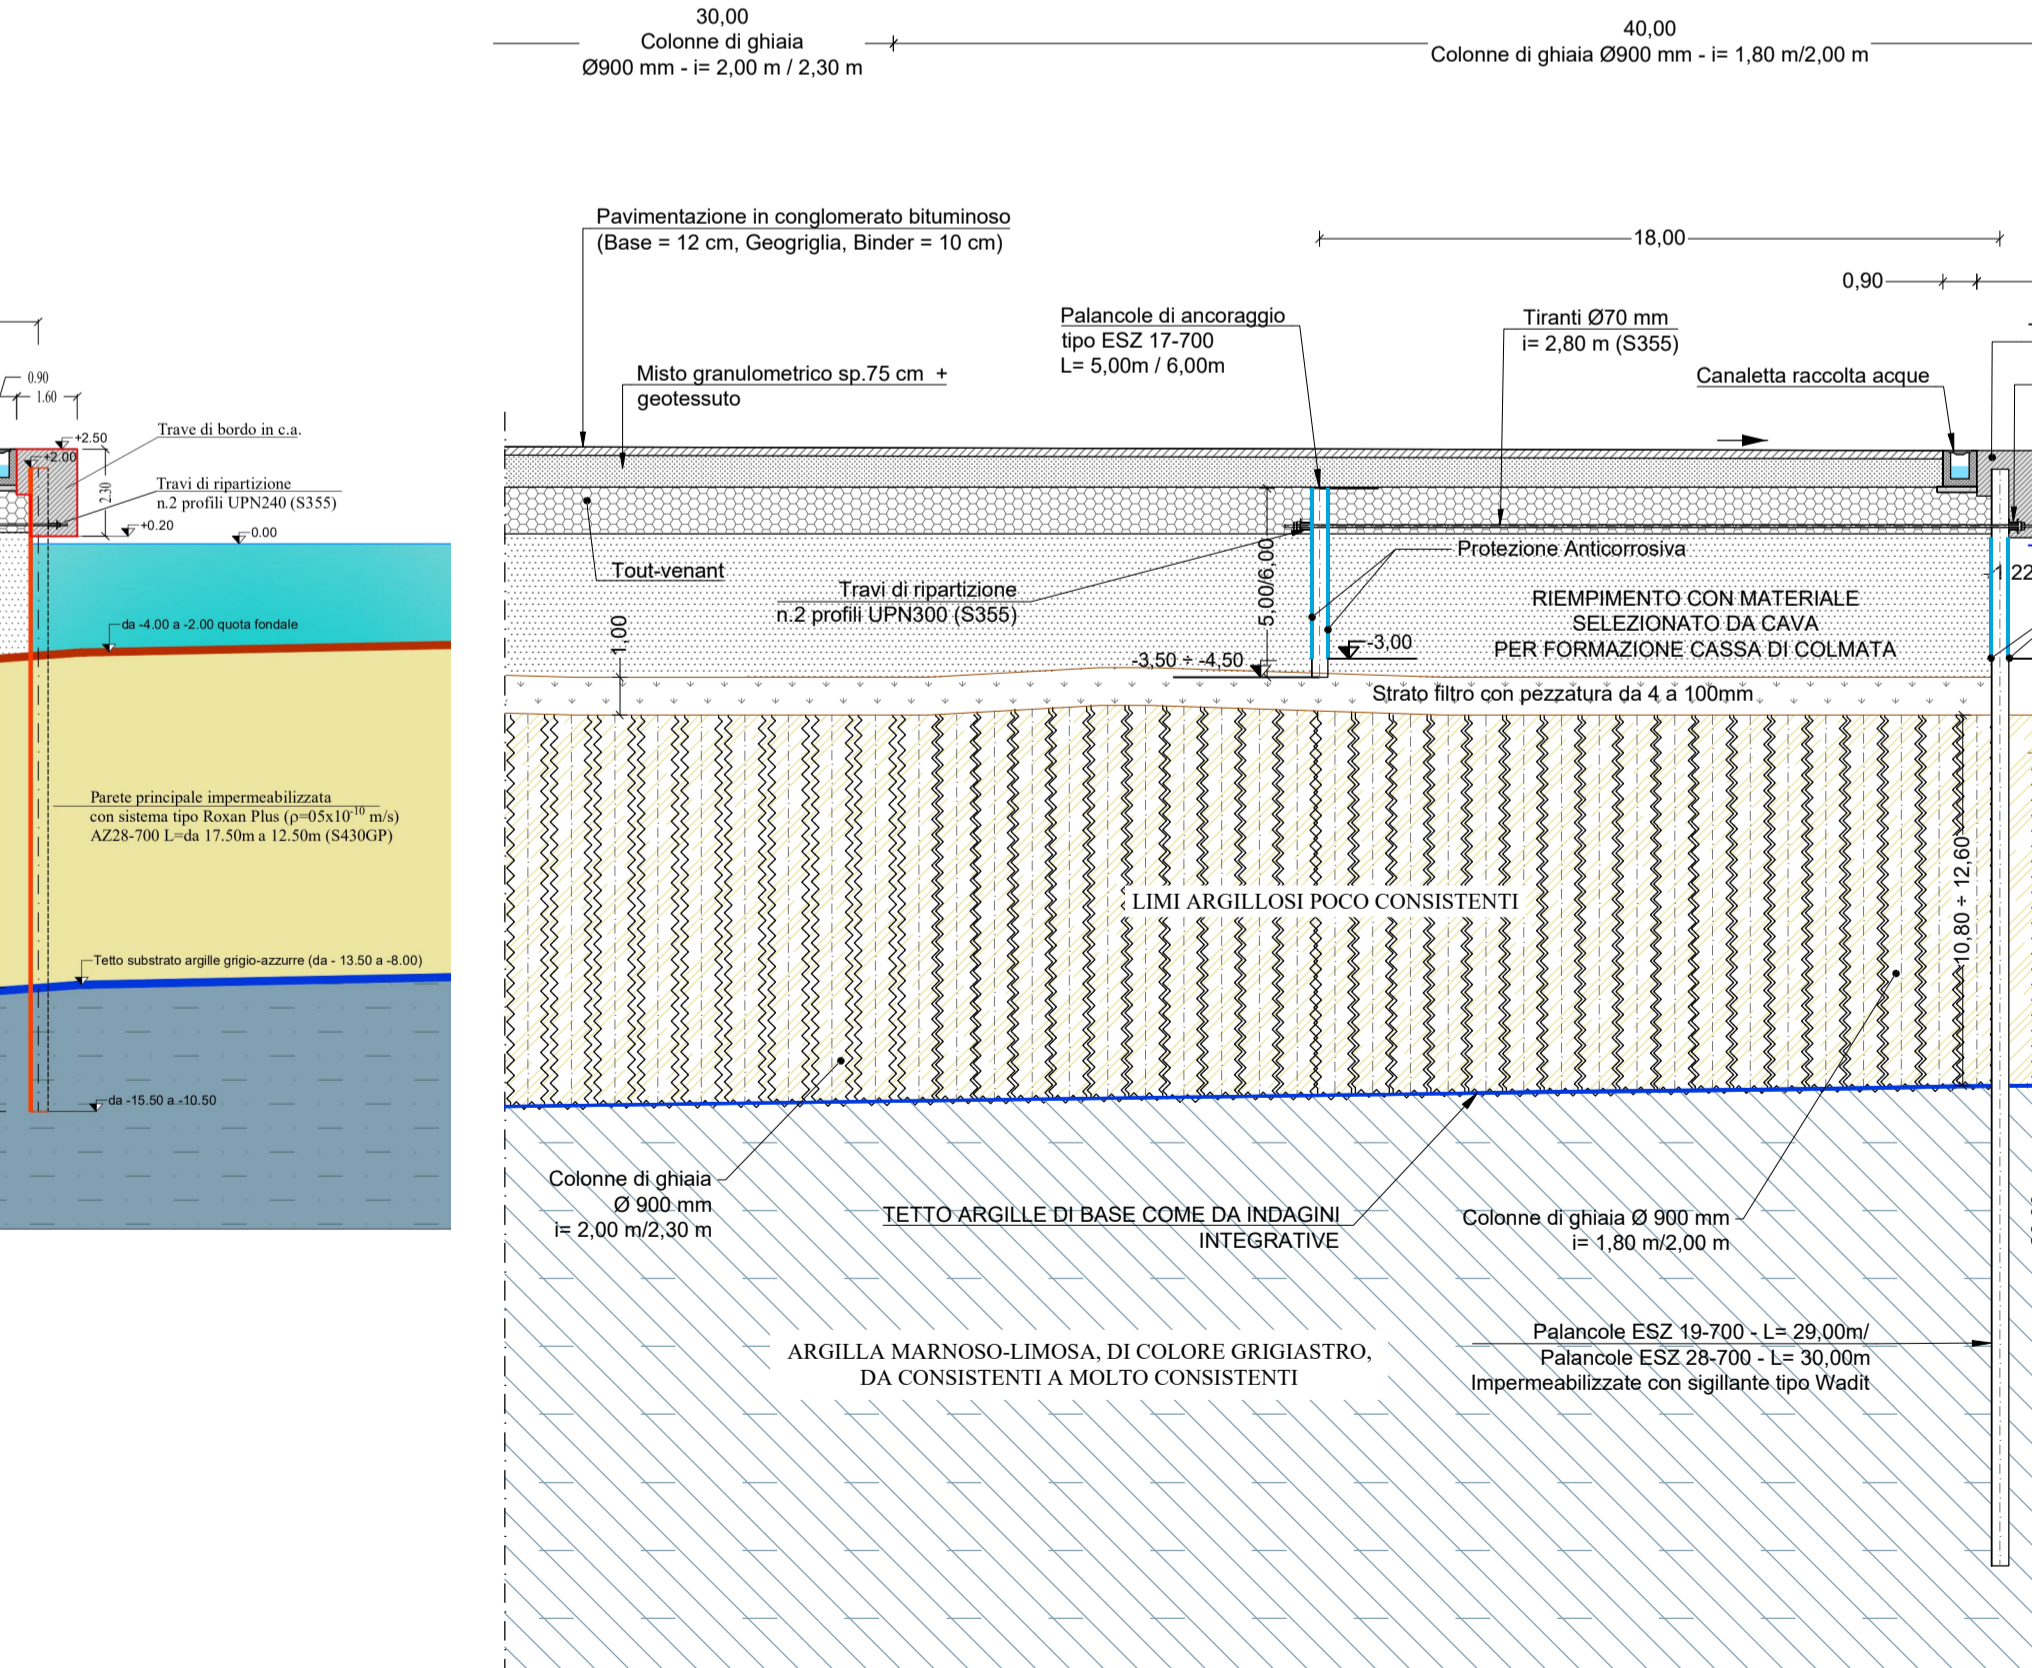 30,00
Colonne di ghiaia
Ø900 mm - i= 2,00 m / 2,30 m
40,00
Colonne di ghiaia Ø900 mm - i= 1,80 m/2,00 m
Pavimentazione in conglomerato bituminoso
(Base = 12 cm, Geogriglia, Binder = 10 cm)
18,00
0,90
Palancole di ancoraggio
tipo ESZ 17-700
L= 5,00m / 6,00m
Tiranti Ø70 mm
i= 2,80 m (S355)
Misto granulometrico sp.75 cm +
geotessuto
Canaletta raccolta acque
0.90
1.60
Trave di bordo in c.a.
+2.50
+2.00
2.30
Travi di ripartizione
n.2 profili UPN240 (S355)
+0.20
0.00
Tout-venant
Travi di ripartizione
n.2 profili UPN300 (S355)
5,00/6,00
Protezione Anticorrosiva
1,22
RIEMPIMENTO CON MATERIALE
SELEZIONATO DA CAVA
PER FORMAZIONE CASSA DI COLMATA
1,00
-3,00
-3,50 ÷ -4,50
da -4.00 a -2.00 quota fondale
Strato filtro con pezzatura da 4 a 100mm
Parete principale impermeabilizzata
con sistema tipo Roxan Plus (ρ=05x10⁻¹⁰ m/s)
AZ28-700 L=da 17.50m a 12.50m (S430GP)
LIMI ARGILLOSI POCO CONSISTENTI
10,80 ÷ 12,60
Tetto substrato argille grigio-azzurre (da - 13.50 a -8.00)
da -15.50 a -10.50
Colonne di ghiaia
Ø 900 mm
i= 2,00 m/2,30 m
TETTO ARGILLE DI BASE COME DA INDAGINI
INTEGRATIVE
Colonne di ghiaia Ø 900 mm
i= 1,80 m/2,00 m
ARGILLA MARNOSO-LIMOSA, DI COLORE GRIGIASTRO,
DA CONSISTENTI A MOLTO CONSISTENTI
Palancole ESZ 19-700 - L= 29,00m/
Palancole ESZ 28-700 - L= 30,00m
Impermeabilizzate con sigillante tipo Wadit